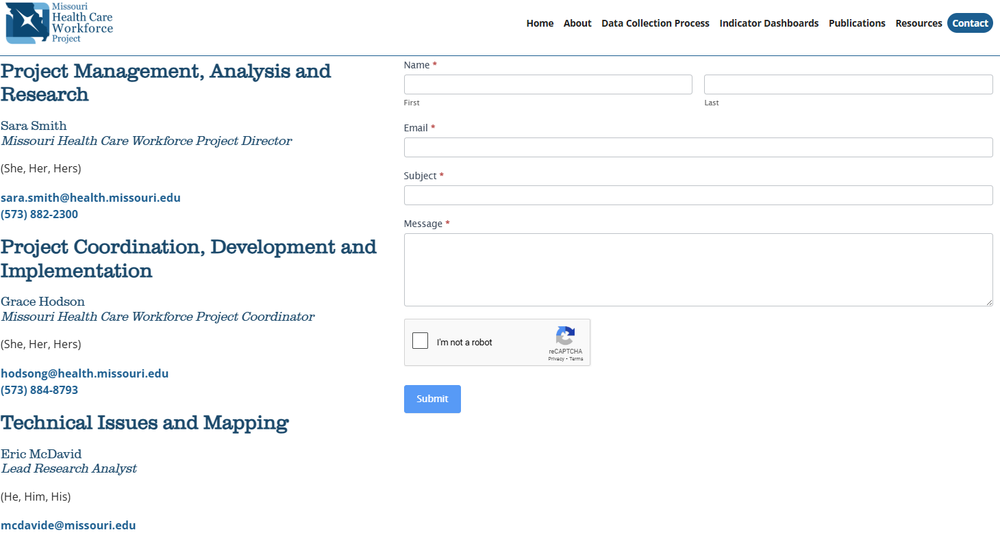 Missouri
Health Care
Workforce
Project
Home About Data Collection Process Indicator Dashboards Publications Resources Contact
Project Management, Analysis and
Research
Sara Smith
Missouri Health Care Workforce Project Director
(She, Her, Hers)
sara.smith@health.missouri.edu
(573) 882-2300
Project Coordination, Development and
Implementation
Grace Hodson
Missouri Health Care Workforce Project Coordinator
(She, Her, Hers)
hodsong@health.missouri.edu
(573) 884-8793
Technical Issues and Mapping
Eric McDavid
Lead Research Analyst
(He, Him, His)
mcdavide@missouri.edu
Name *
First Last
Email *
Subject *
Message *
I'm not a robot
reCAPTCHA
Privacy - Terms
Submit